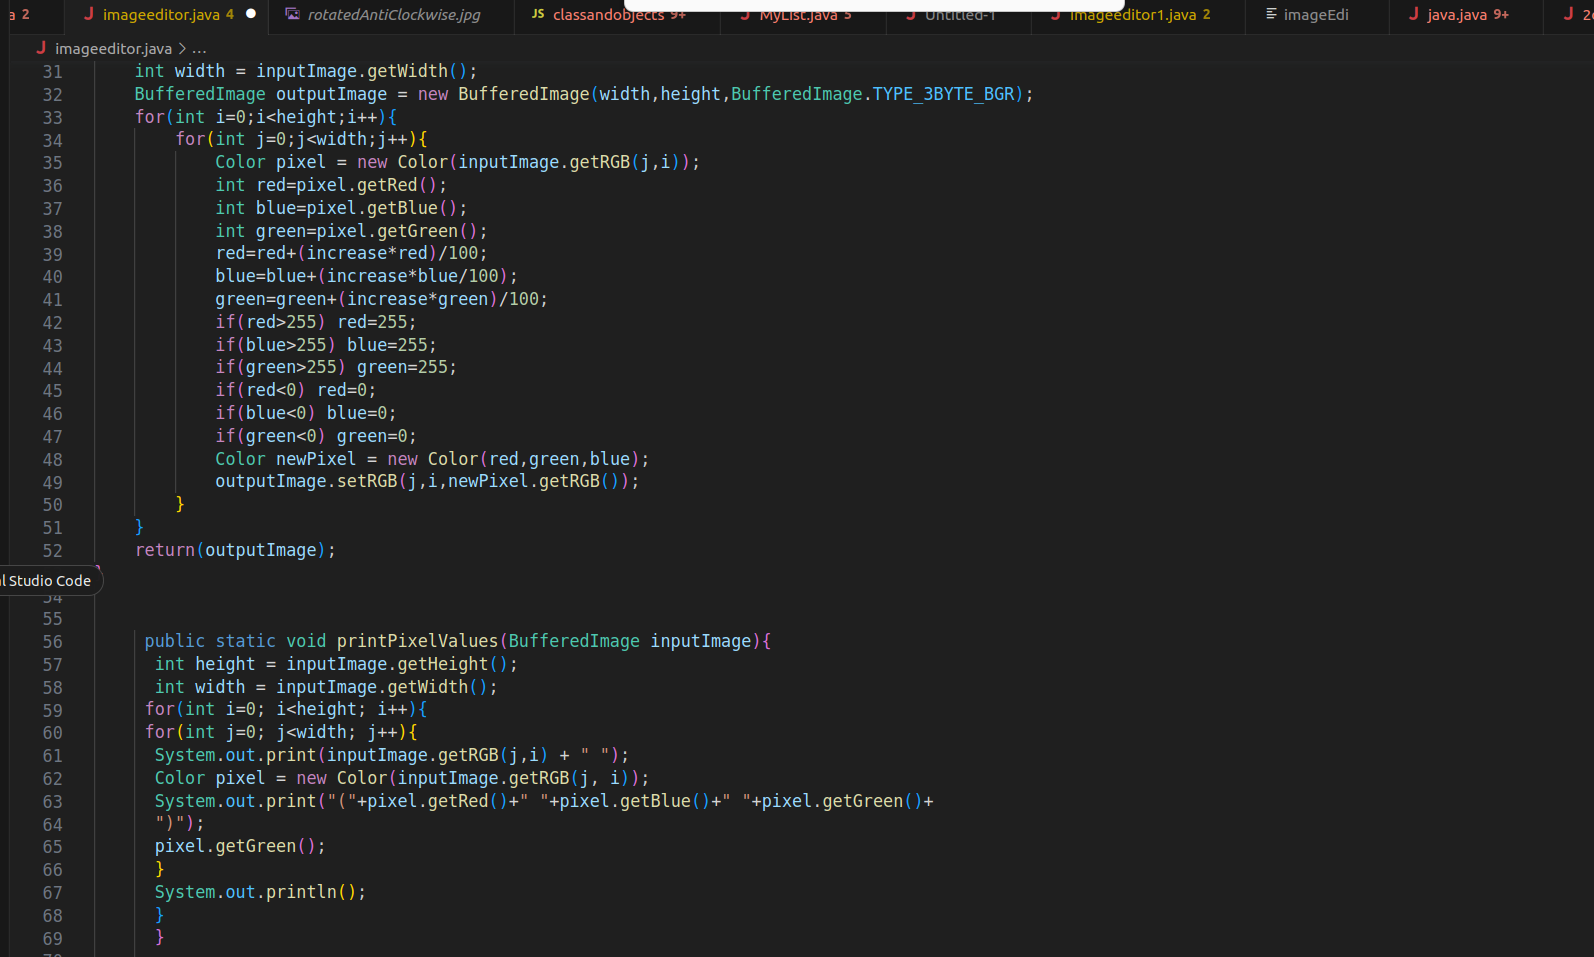 a 2 J imageeditor.java 4 rotatedAntiClockwise.jpg JS classandobjects 9+ J MyList.java 5 J Untitled-1 J imageeditor1.java 2 imageEdi J java.java 9+ J
J imageeditor.java > ...
31 int width = inputImage.getWidth();
32 BufferedImage outputImage = new BufferedImage(width,height,BufferedImage.TYPE_3BYTE_BGR);
33 for(int i=0;i<height;i++){
34 for(int j=0;j<width;j++){
35 Color pixel = new Color(inputImage.getRGB(j,i));
36 int red=pixel.getRed();
37 int blue=pixel.getBlue();
38 int green=pixel.getGreen();
39 red=red+(increase*red)/100;
40 blue=blue+(increase*blue/100);
41 green=green+(increase*green)/100;
42 if(red>255) red=255;
43 if(blue>255) blue=255;
44 if(green>255) green=255;
45 if(red<0) red=0;
46 if(blue<0) blue=0;
47 if(green<0) green=0;
48 Color newPixel = new Color(red,green,blue);
49 outputImage.setRGB(j,i,newPixel.getRGB());
50 }
51 }
52 return(outputImage);
l Studio Code
54
55
56 public static void printPixelValues(BufferedImage inputImage){
57 int height = inputImage.getHeight();
58 int width = inputImage.getWidth();
59 for(int i=0; i<height; i++){
60 for(int j=0; j<width; j++){
61 System.out.print(inputImage.getRGB(j,i) + " ");
62 Color pixel = new Color(inputImage.getRGB(j, i));
63 System.out.print("("+pixel.getRed()+" "+pixel.getBlue()+" "+pixel.getGreen()+
64 ")");
65 pixel.getGreen();
66 }
67 System.out.println();
68 }
69 }